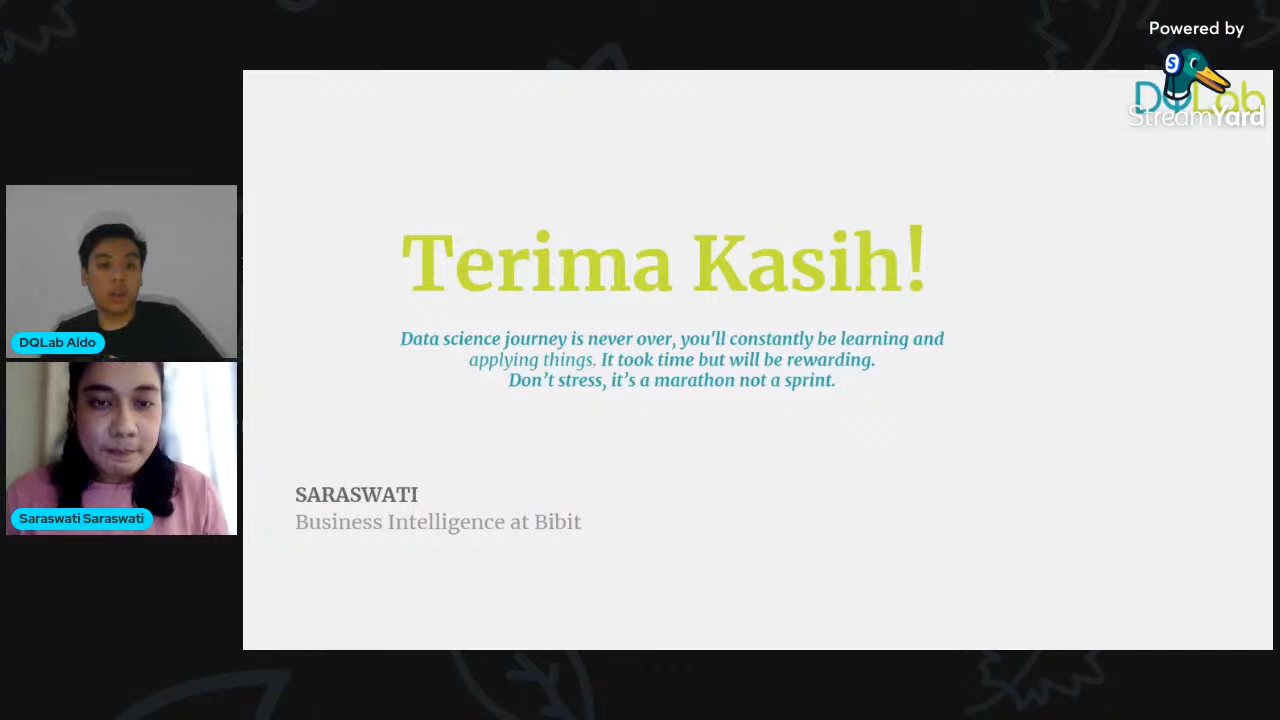 Powered by
S
DQLab
StreamYard
Terima Kasih!
Data science journey is never over, you'll constantly be learning and
applying things. It took time but will be rewarding.
Don't stress, it's a marathon not a sprint.
DQLab Aldo
Saraswati Saraswati
SARASWATI
Business Intelligence at Bibit